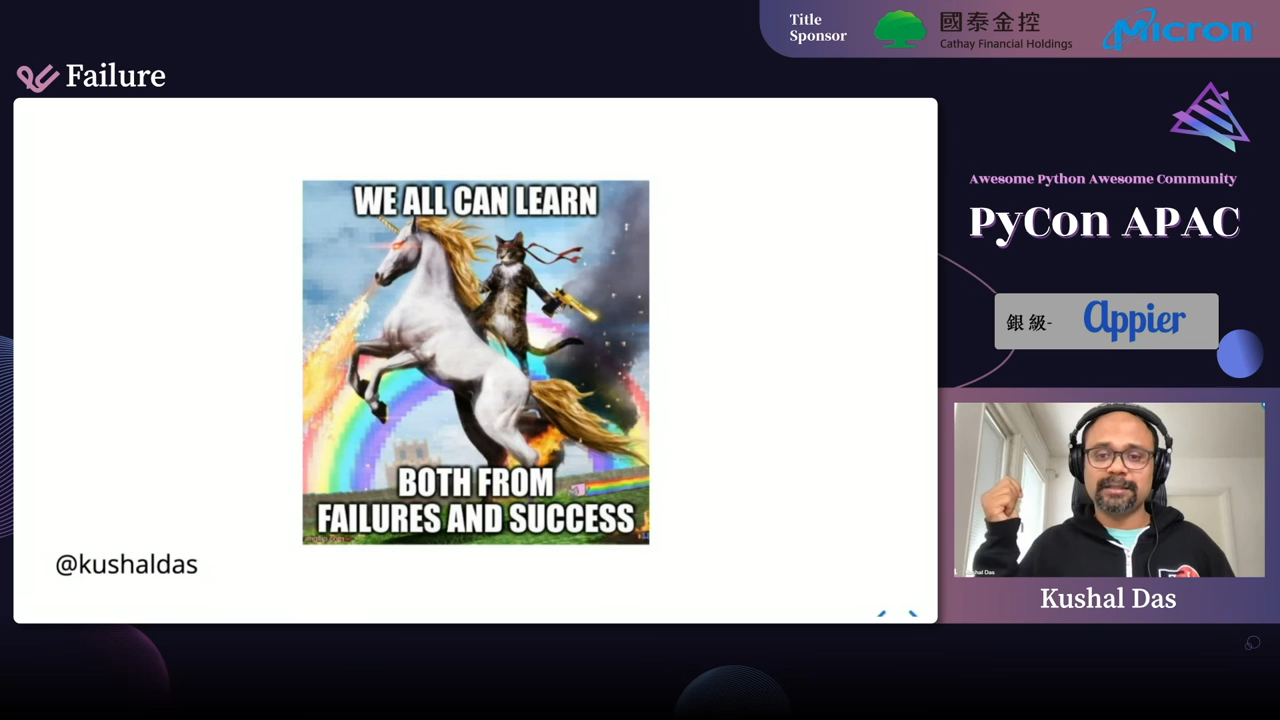 Title
Sponsor
國泰金控
Cathay Financial Holdings
Micron
Failure
WE ALL CAN LEARN
BOTH FROM
FAILURES AND SUCCESS
@kushaldas
Awesome Python Awesome Community
PyCon APAC
銀級-
Appier
Kushal Das